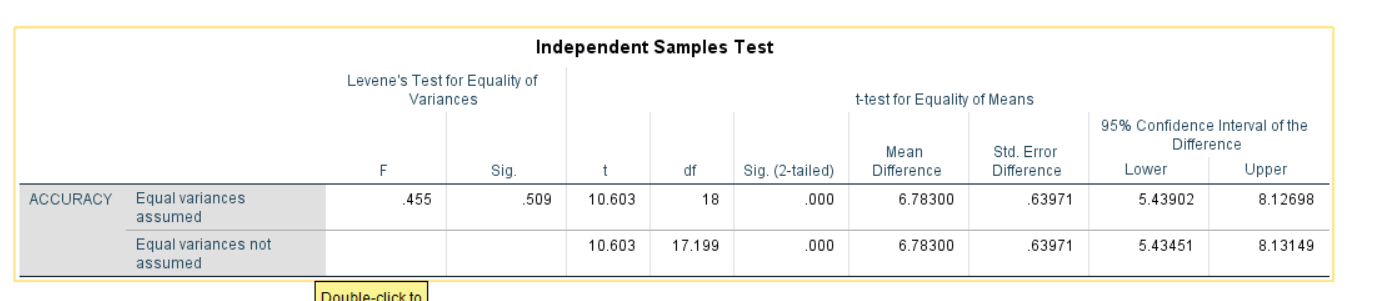 Independent Samples Test
Levene's Test for Equality of
Variances
t-test for Equality of Means
95% Confidence Interval of the
Difference
F Sig. t df Sig. (2-tailed) Mean
Difference Std. Error
Difference Lower Upper
ACCURACY Equal variances
assumed .455 .509 10.603 18 .000 6.78300 .63971 5.43902 8.12698
Equal variances not
assumed 10.603 17.199 .000 6.78300 .63971 5.43451 8.13149
Double-click to